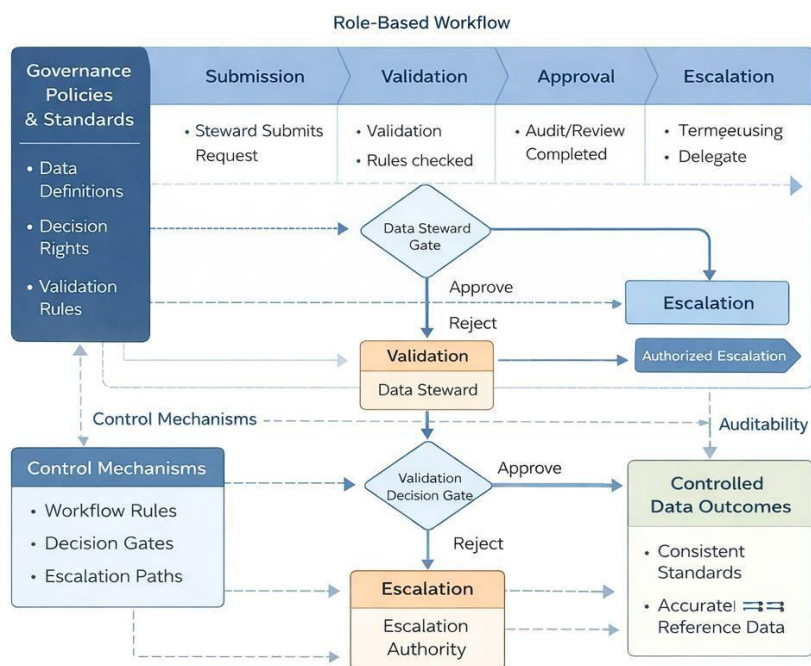 Role-Based Workflow
Governance
Policies
& Standards
• Data
Definitions
• Decision
Rights
• Validation
Rules
Submission
Validation
Approval
Escalation
• Steward Submits
Request
• Validation
• Rules checked
• Audit/Review
Completed
• Delegate
Data Steward
Gate
Approve
Reject
Escalation
Validation
Data Steward
Authorized Escalation
Control Mechanisms
Auditability
Control Mechanisms
• Workflow Rules
• Decision Gates
• Escalation Paths
Validation
Decision Gate
Approve
Reject
Controlled
Data Outcomes
• Consistent
Standards
• Accurate
Reference Data
Escalation
Escalation
Authority